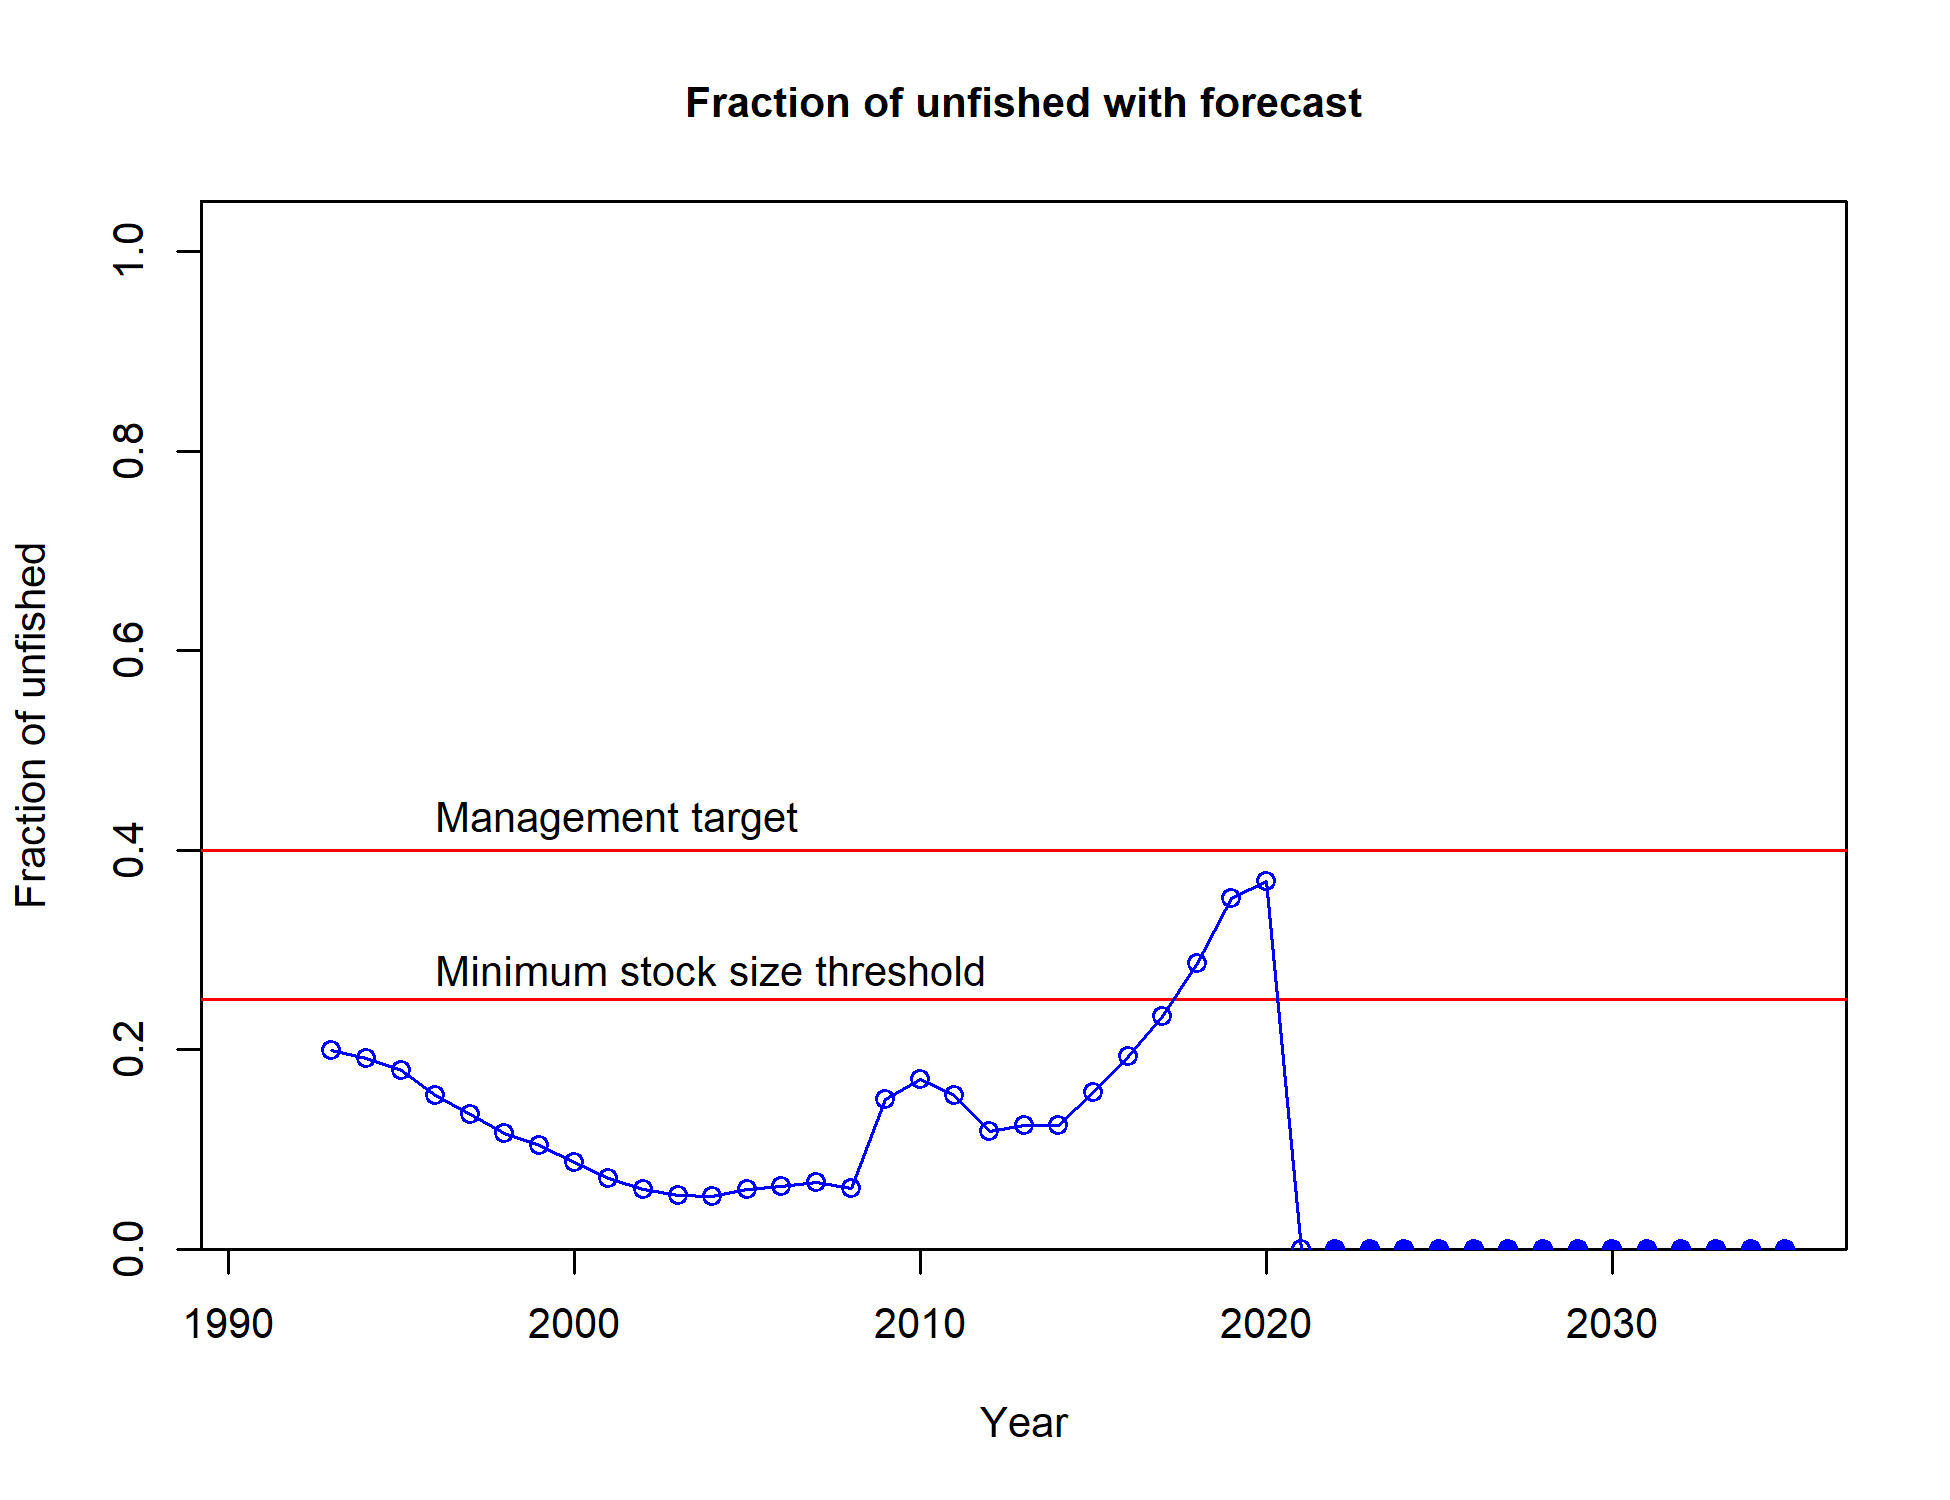 Fraction of unfished with forecast
1.0
0.8
0.6
0.4
0.2
0.0
Fraction of unfished
Management target
Minimum stock size threshold
1990 2000 2010 2020 2030
Year